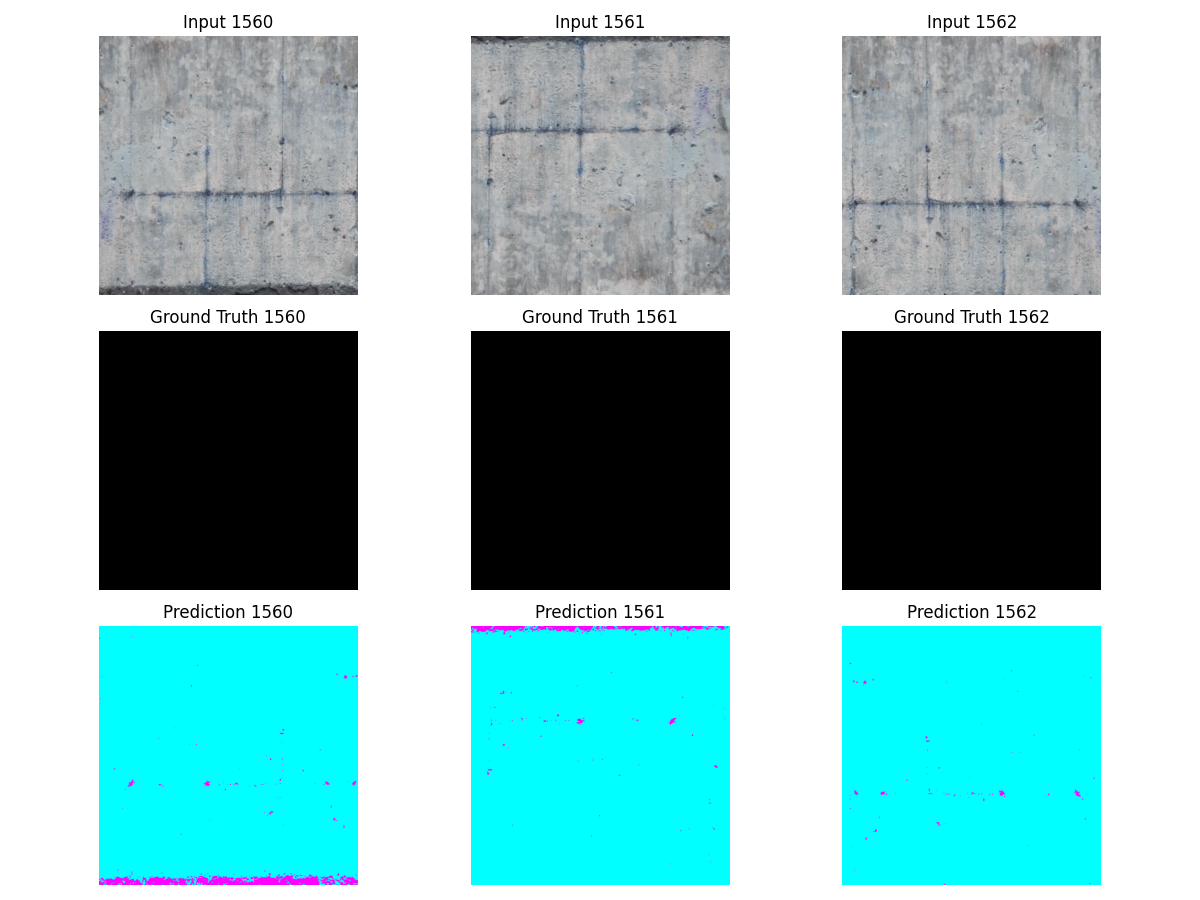 Input 1560
Input 1561
Input 1562
Ground Truth 1560
Ground Truth 1561
Ground Truth 1562
Prediction 1560
Prediction 1561
Prediction 1562